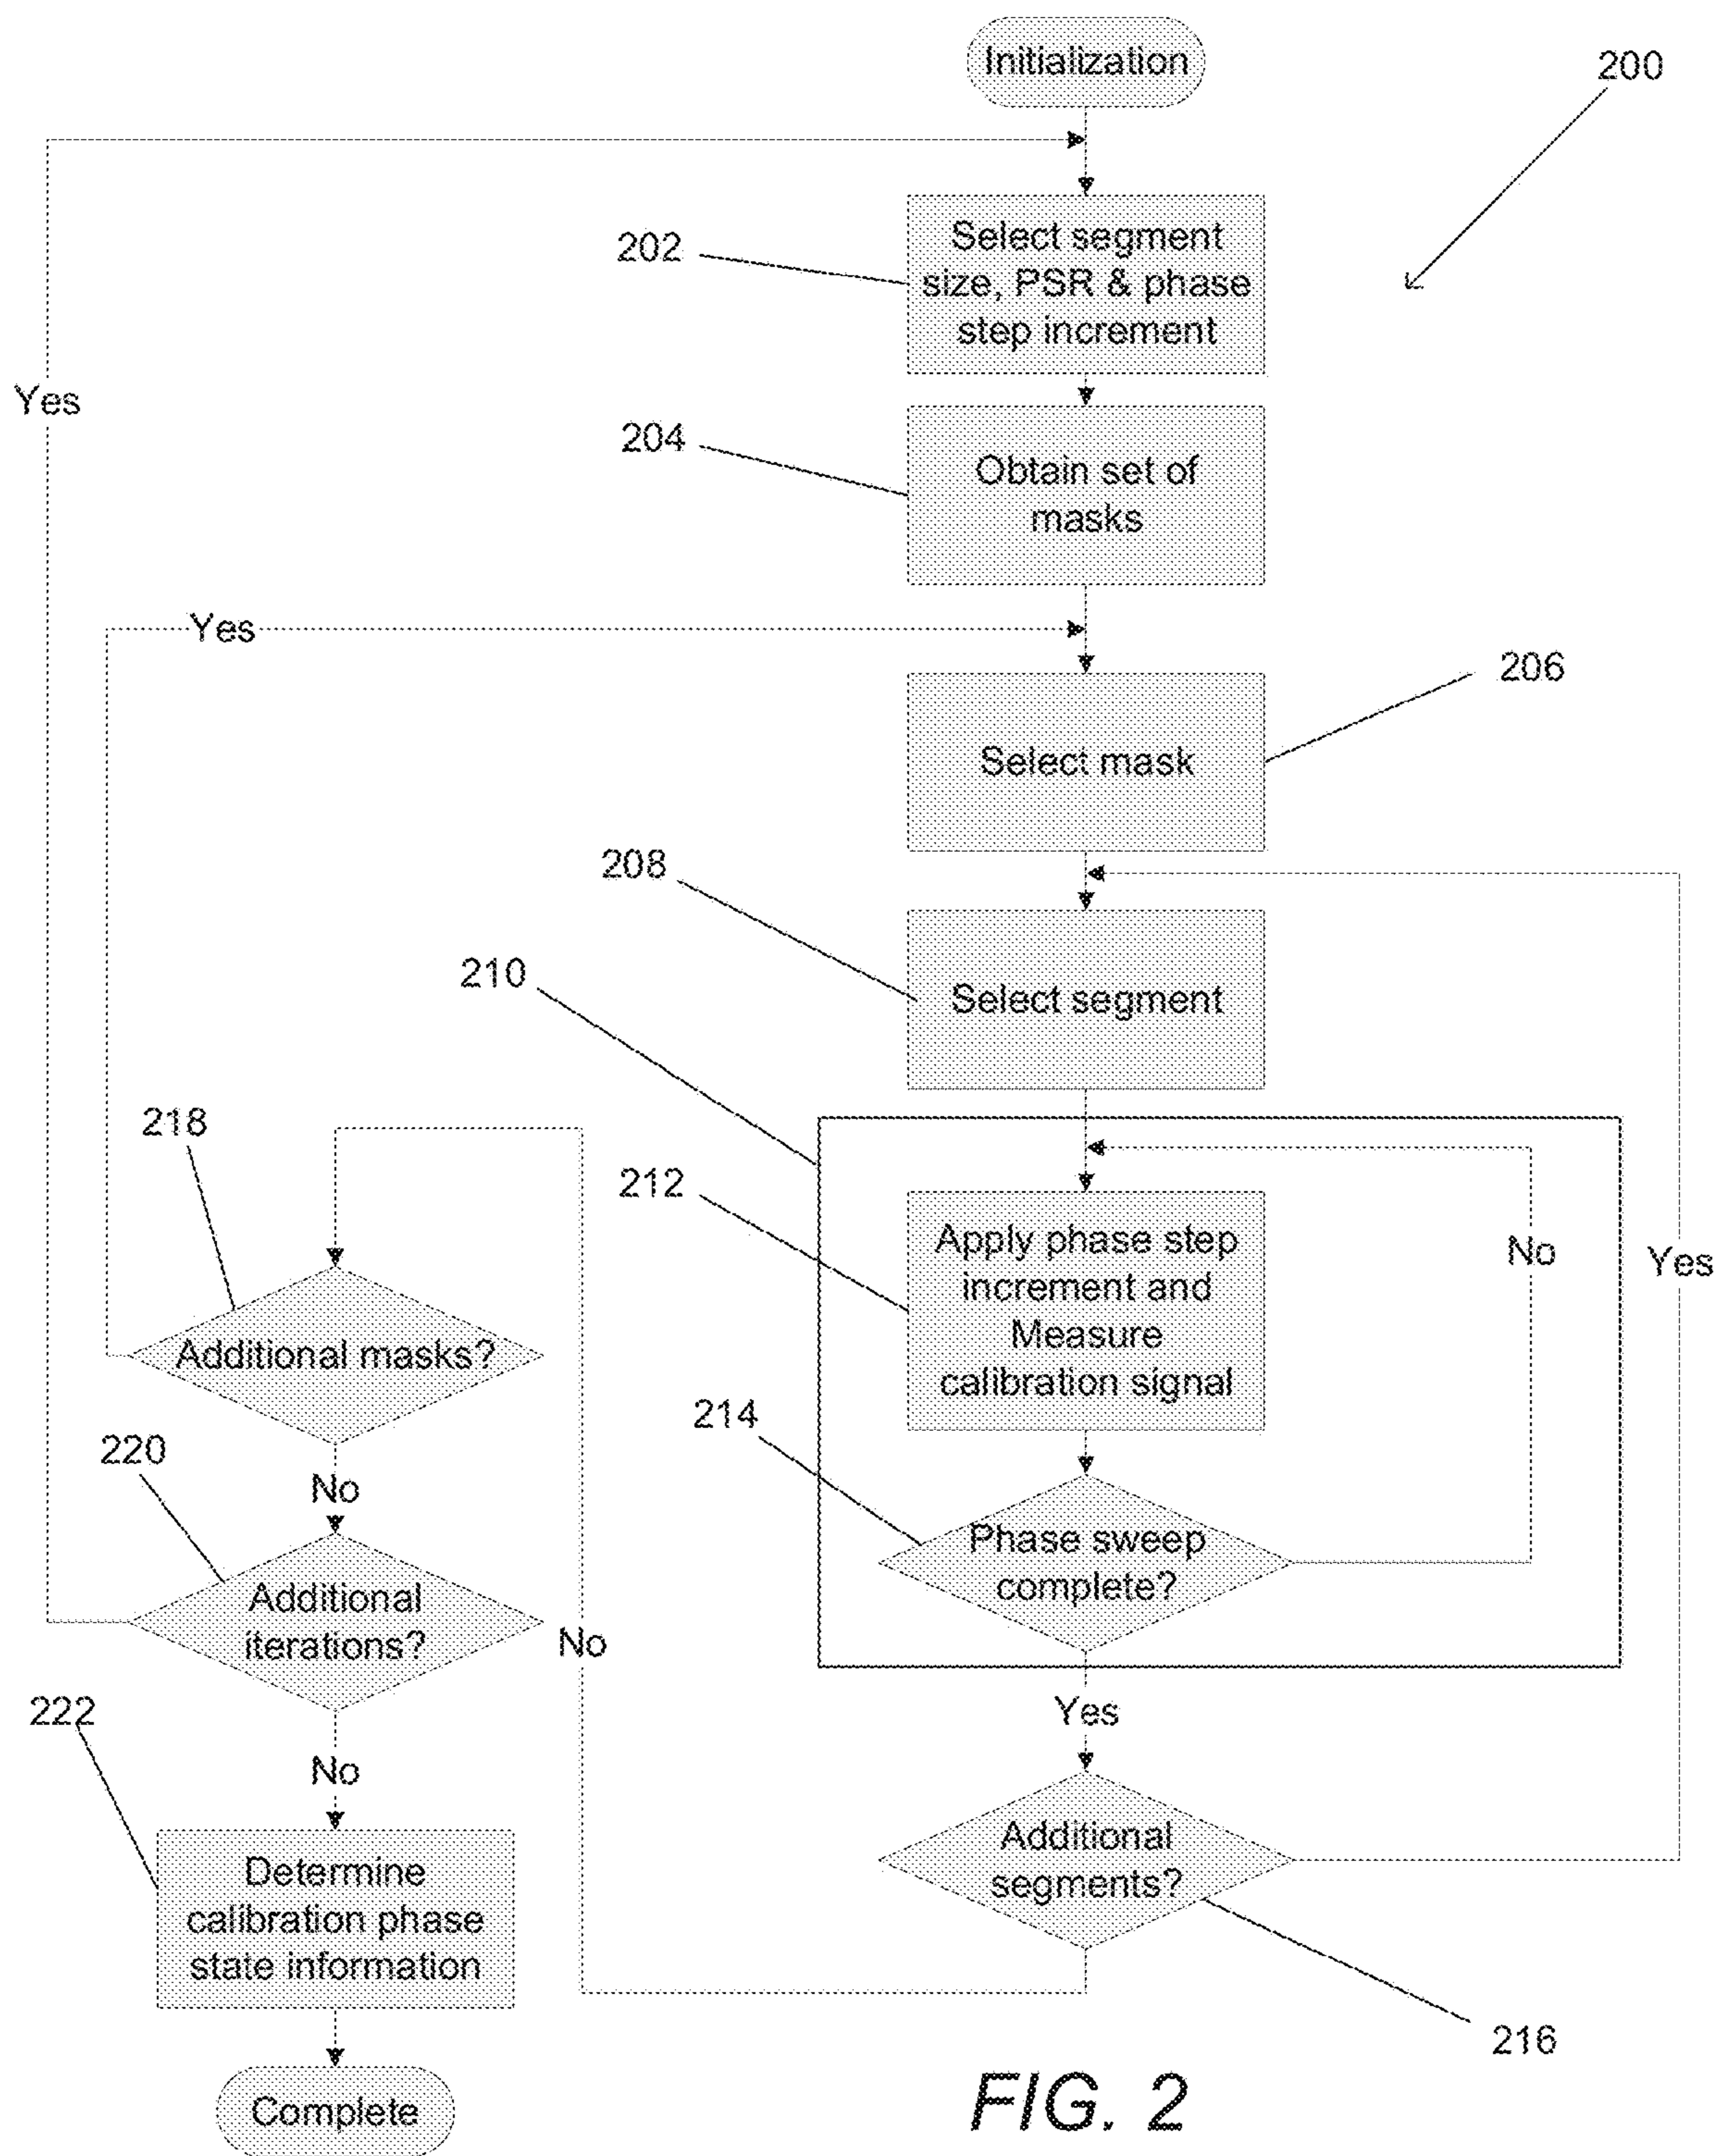 Initialization
200
202
Select segment
size, PSR & phase
step increment
Yes
204
Obtain set of
masks
Yes
206
Select mask
208
Select segment
210
218
212
Apply phase step
increment and
Measure
calibration signal
No
Yes
Additional masks?
214
220
No
Phase sweep
complete?
Additional
iterations?
No
222
Yes
No
Determine
calibration phase
state information
Additional
segments?
216
Complete
FIG. 2